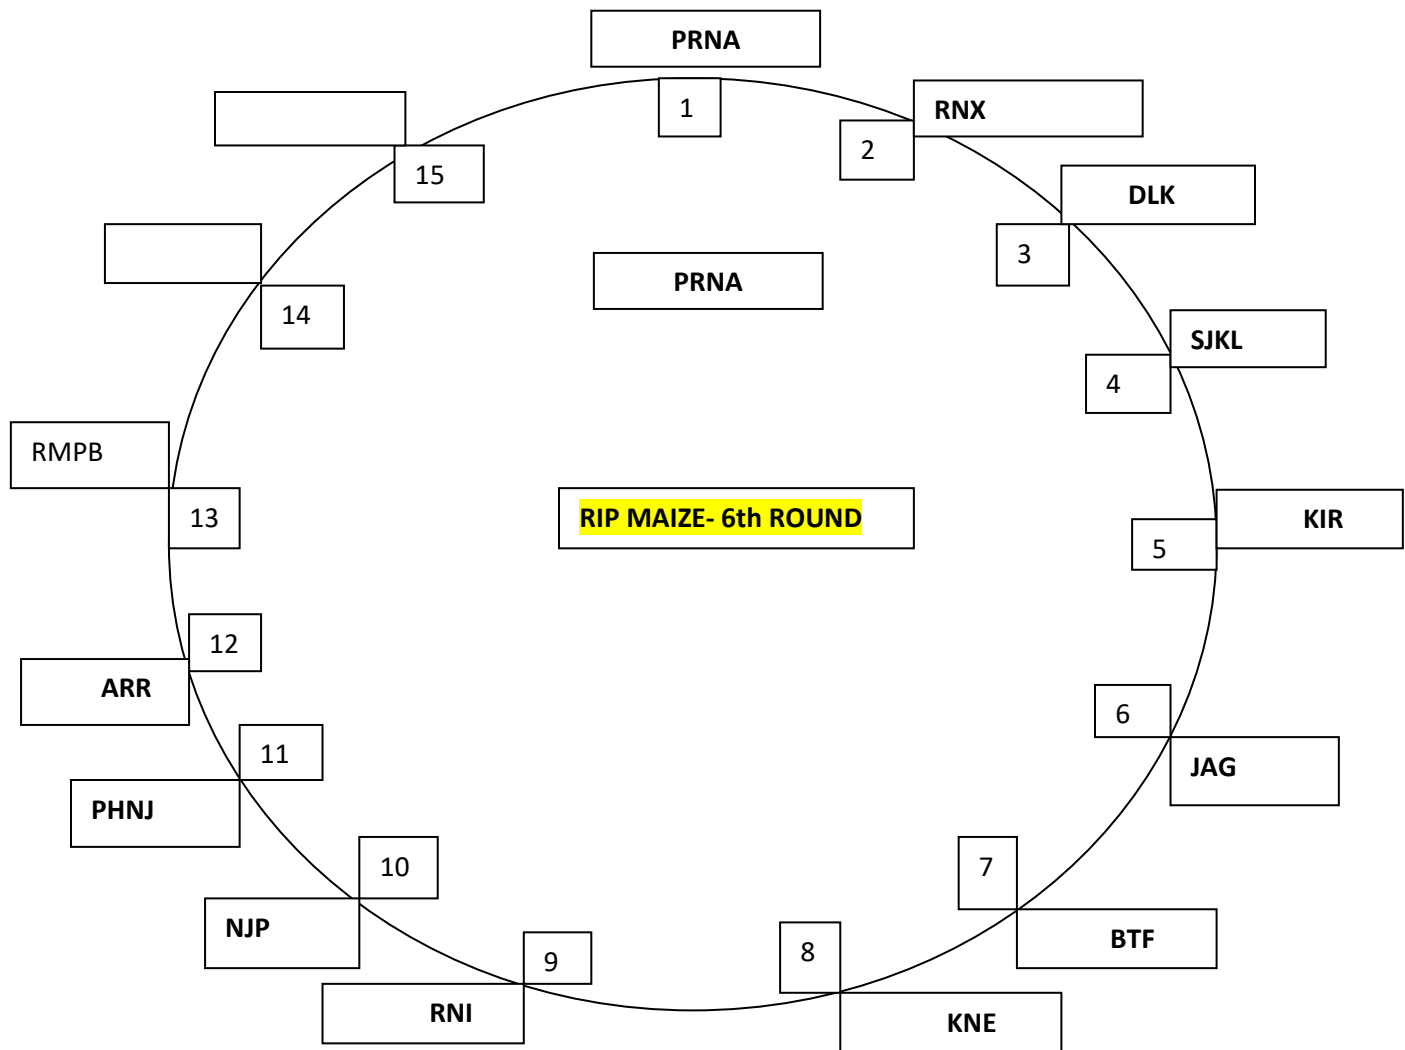 PRNA
1
RNX
2
DLK
3
SJKL
4
KIR
5
JAG
6
BTF
7
KNE
8
RNI
9
NJP
10
PHNJ
11
ARR
12
RMPB
13
14
15
PRNA
RIP MAIZE- 6th ROUND